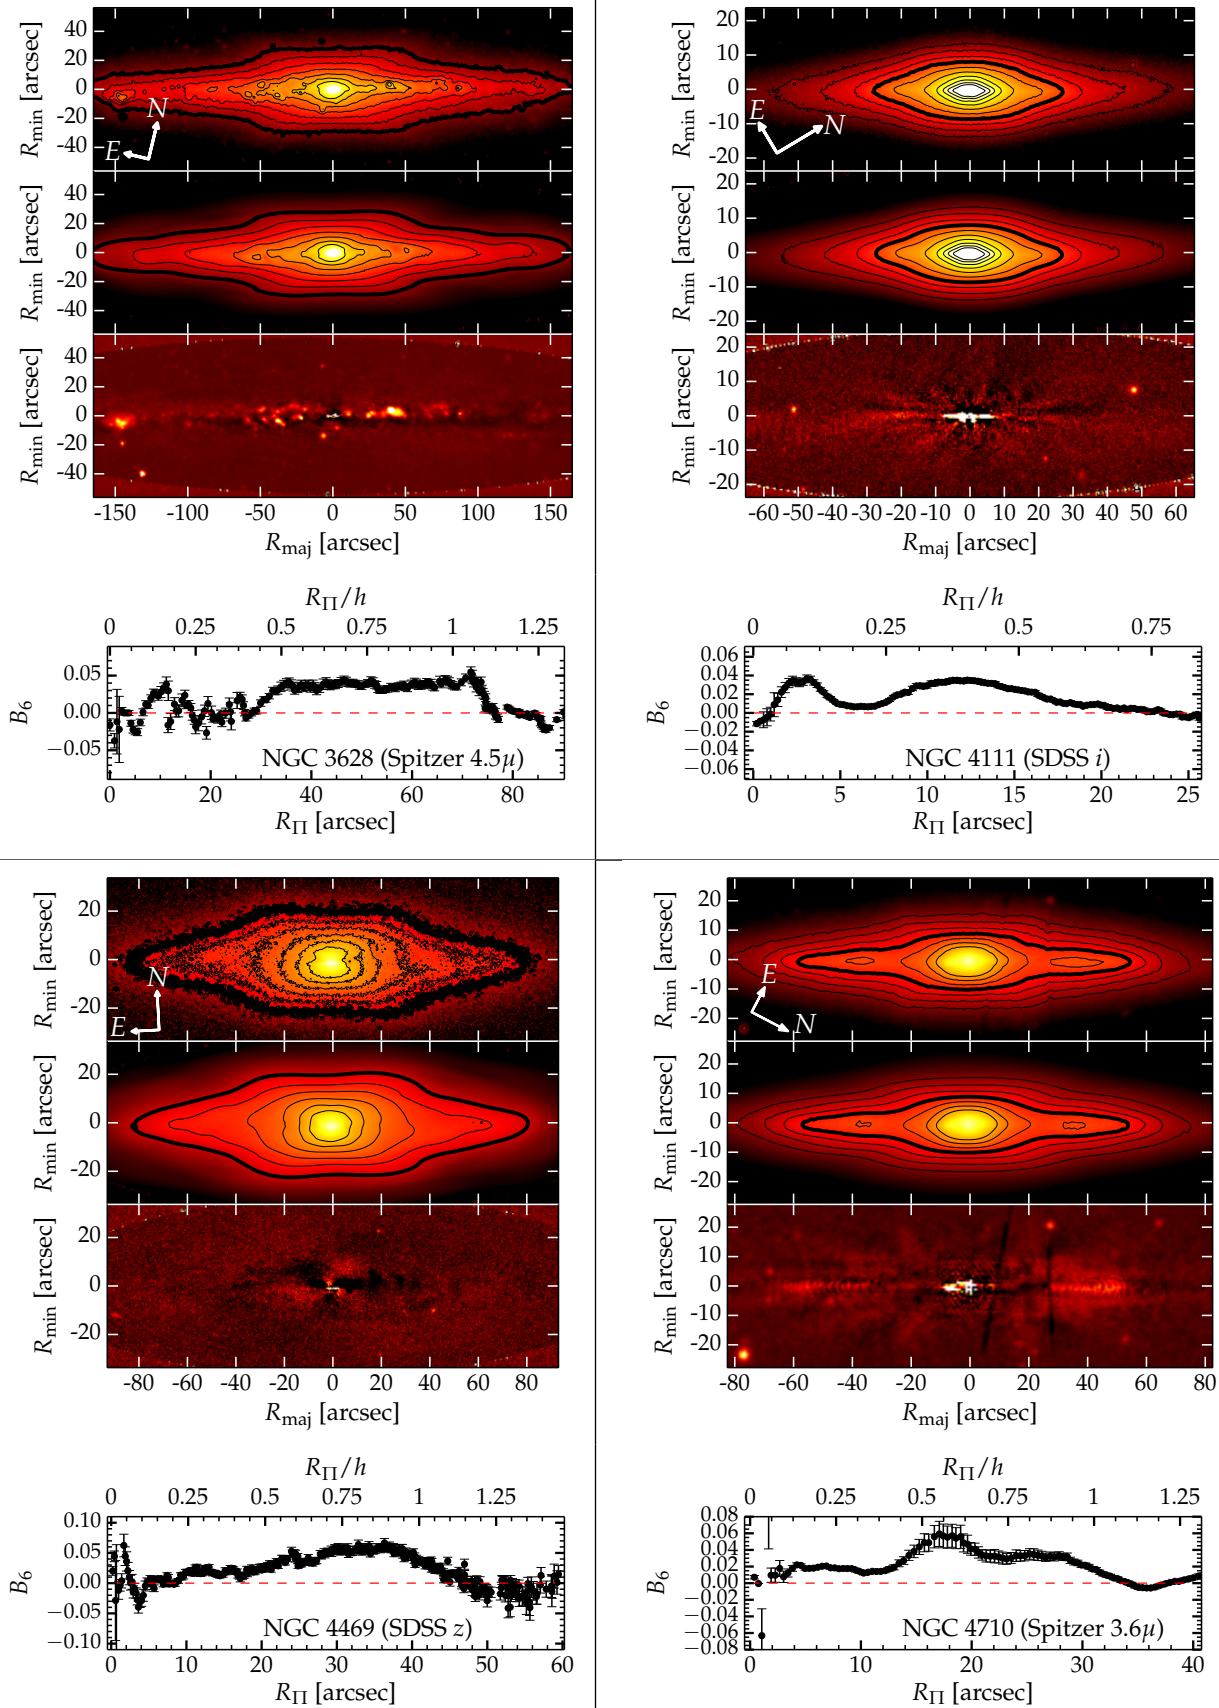 R_min [arcsec]
40
20
0
-20
-40
N
E
R_min [arcsec]
40
20
0
-20
-40
R_min [arcsec]
40
20
0
-20
-40
-150 -100 -50 0 50 100 150
R_maj [arcsec]
R_Π/h
0 0.25 0.5 0.75 1 1.25
B_6
0.05
0.00
−0.05
NGC 3628 (Spitzer 4.5μ)
0 20 40 60 80
R_Π [arcsec]
R_min [arcsec]
20
10
0
-10
-20
E
N
R_min [arcsec]
20
10
0
-10
-20
R_min [arcsec]
20
10
0
-10
-20
-60 -50 -40 -30 -20 -10 0 10 20 30 40 50 60
R_maj [arcsec]
R_Π/h
0 0.25 0.5 0.75
B_6
0.06
0.04
0.02
0.00
−0.02
−0.04
−0.06
NGC 4111 (SDSS i)
0 5 10 15 20 25
R_Π [arcsec]
R_min [arcsec]
20
0
-20
N
E
R_min [arcsec]
20
0
-20
R_min [arcsec]
20
0
-20
-80 -60 -40 -20 0 20 40 60 80
R_maj [arcsec]
R_Π/h
0 0.25 0.5 0.75 1 1.25
B_6
0.10
0.05
0.00
−0.05
−0.10
NGC 4469 (SDSS z)
0 10 20 30 40 50 60
R_Π [arcsec]
R_min [arcsec]
20
10
0
-10
-20
E
N
R_min [arcsec]
20
10
0
-10
-20
R_min [arcsec]
20
10
0
-10
-20
-80 -60 -40 -20 0 20 40 60 80
R_maj [arcsec]
R_Π/h
0 0.25 0.5 0.75 1 1.25
B_6
0.08
0.06
0.04
0.02
0.00
−0.02
−0.04
−0.06
−0.08
NGC 4710 (Spitzer 3.6μ)
0 10 20 30 40
R_Π [arcsec]